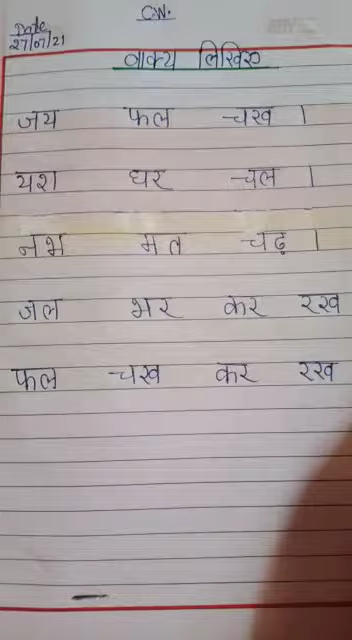 C.W.
Date
27/07/21
वाक्य लिखिए
जय फल चख ।
यश घर चल ।
नभ मत चढ़ ।
जल भर कर रख
फल चख कर रख